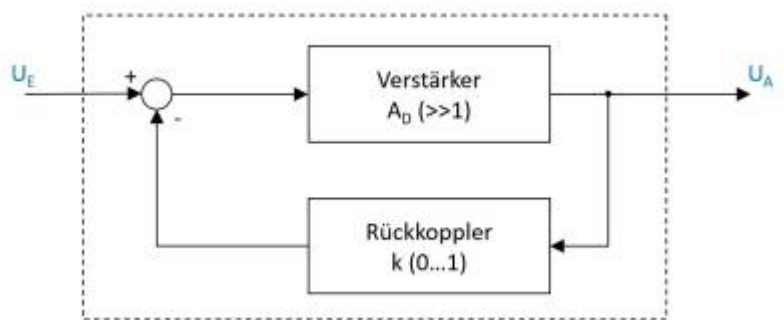 U_E
+
-
Verstärker
A_D (>>1)
U_A
Rückkoppler
k (0...1)